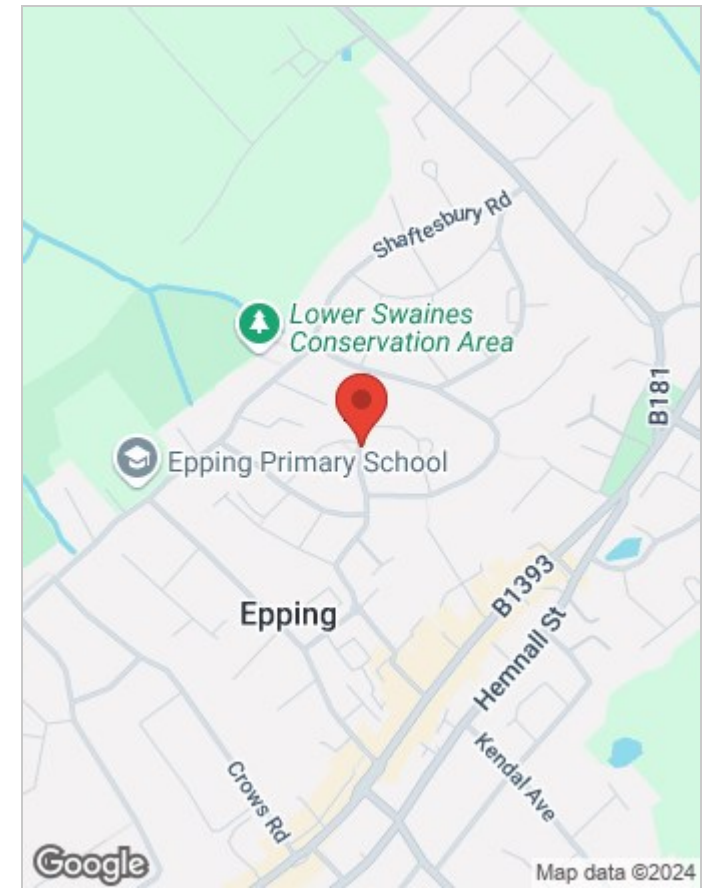 Shaftesbury Rd
Lower Swaines
Conservation Area
B181
Epping Primary School
B1393
Epping
Hemnall St
Kendal Ave
Crows Rd
Google
Map data ©2024